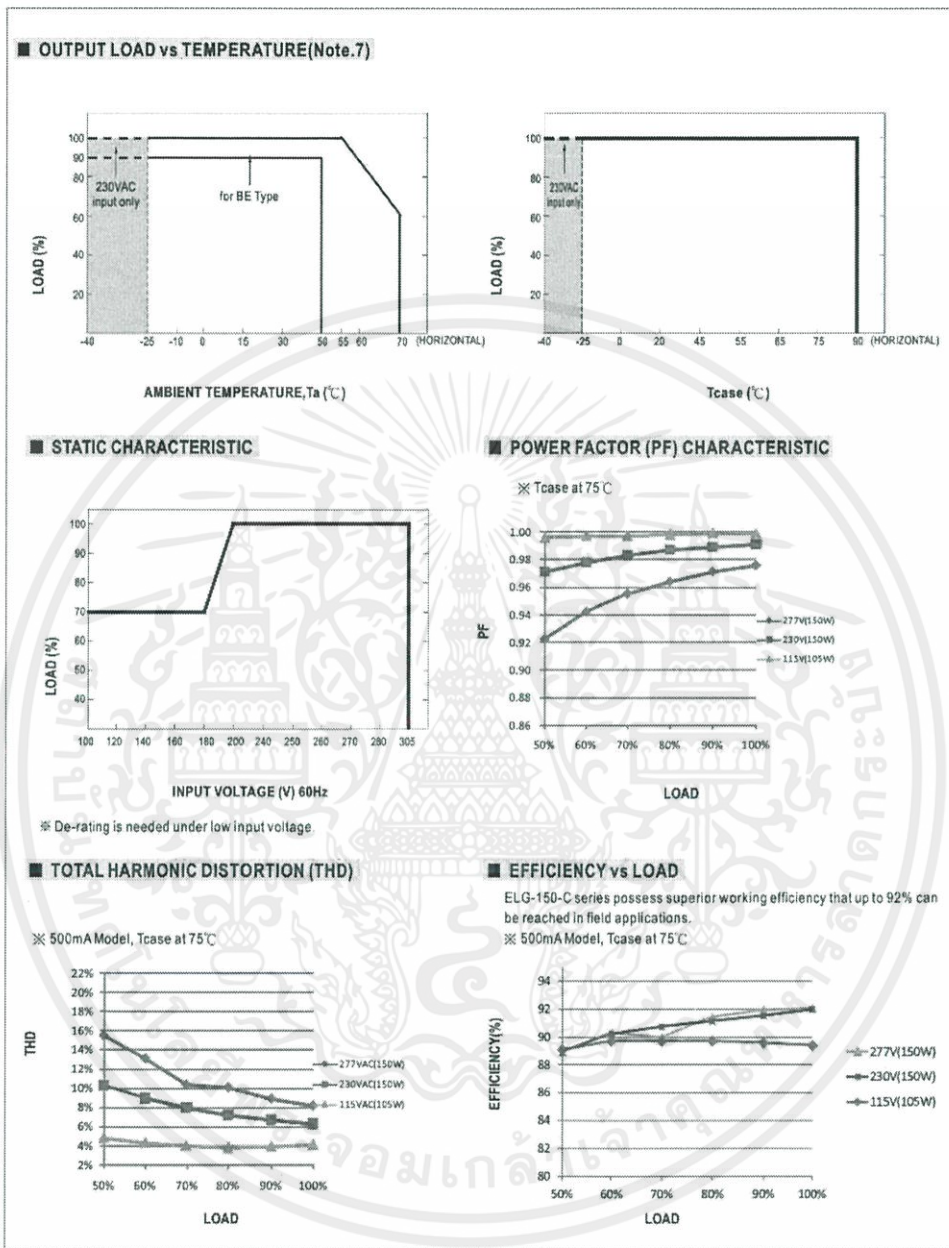 ■ OUTPUT LOAD vs TEMPERATURE(Note.7)
100
90
80
60
40
20
LOAD (%)
230VAC
input only
for BE Type
-40 -25 -10 0 15 30 50 55 60 70 (HORIZONTAL)
AMBIENT TEMPERATURE,Ta (℃)
100
80
60
40
20
LOAD (%)
230VAC
input only
-40 -25 0 20 45 55 65 75 90 (HORIZONTAL)
Tcase (℃)
■ STATIC CHARACTERISTIC
100
90
80
70
60
50
40
LOAD (%)
100 120 140 160 180 200 240 250 260 270 280 305
INPUT VOLTAGE (V) 60Hz
※ De-rating is needed under low input voltage.
■ POWER FACTOR (PF) CHARACTERISTIC
※ Tcase at 75℃
1.00
0.98
0.96
0.94
0.92
0.90
0.88
0.86
PF
277V(150W)
230V(150W)
115V(105W)
50% 60% 70% 80% 90% 100%
LOAD
■ TOTAL HARMONIC DISTORTION (THD)
※ 500mA Model, Tcase at 75℃
22%
20%
18%
16%
14%
12%
10%
8%
6%
4%
2%
THD
277VAC(150W)
230VAC(150W)
115VAC(105W)
50% 60% 70% 80% 90% 100%
LOAD
■ EFFICIENCY vs LOAD
ELG-150-C series possess superior working efficiency that up to 92% can
be reached in field applications.
※ 500mA Model, Tcase at 75℃
94
92
90
88
86
84
82
80
EFFICIENCY(%)
277V(150W)
230V(150W)
115V(105W)
50% 60% 70% 80% 90% 100%
LOAD